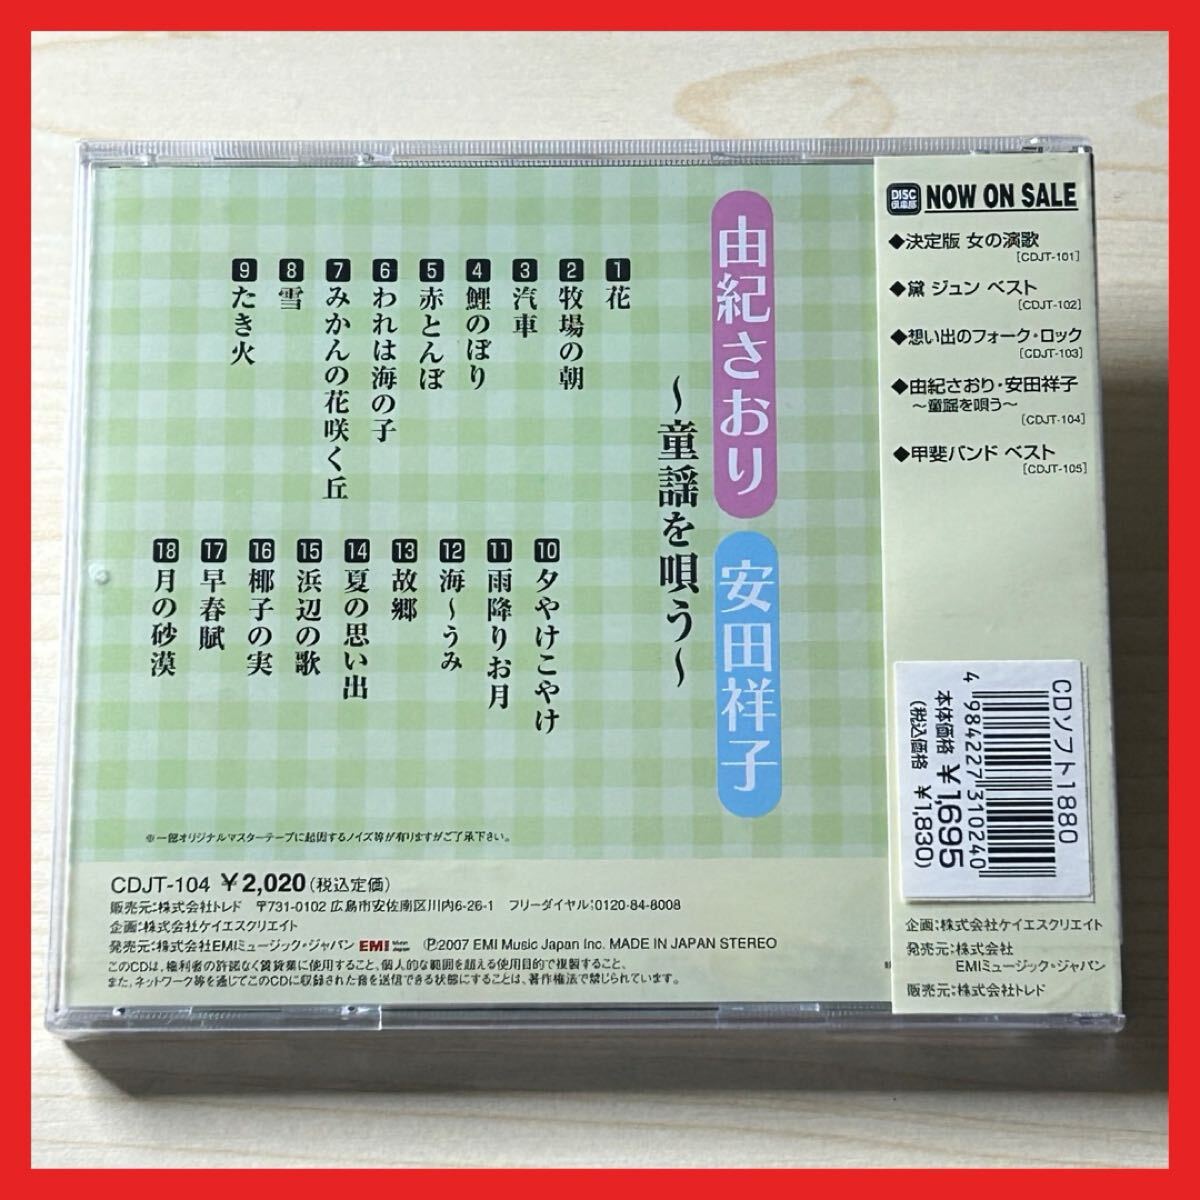 由紀さおり
安田祥子
～童謡を唄う～
1 花
2 牧場の朝
3 汽車
4 鯉のぼり
5 赤とんぼ
6 われは海の子
7 みかんの花咲く丘
8 雪
9 たき火
10 夕やけこやけ
11 雨降りお月
12 海～うみ
13 故郷
14 夏の思い出
15 浜辺の歌
16 椰子の実
17 早春賦
18 月の砂漠
※一部オリジナルマスターテープに起因するノイズ等が有りますがご了承下さい。
CDJT-104 ￥2,020(税込定価)
販売元:株式会社トレド 〒731-0102 広島市安佐南区川内6-26-1 フリーダイヤル:0120-84-8008
企画:株式会社ケイエスクリエイト
発売元:株式会社EMIミュージック・ジャパン EMI Music Japan Ⓟ2007 EMI Music Japan Inc. MADE IN JAPAN STEREO
このCDは、権利者の許諾なく賃貸業に使用すること、個人的な範囲を超える使用目的で複製すること、
また、ネットワーク等を通じてこのCDに収録された音を送信できる状態にすることは、著作権法で禁じられています。
DISC倶楽部 NOW ON SALE
◆決定版 女の演歌
[CDJT-101]
◆黛 ジュン ベスト
[CDJT-102]
◆想い出のフォーク・ロック
[CDJT-103]
◆由紀さおり・安田祥子
～童謡を唄う～
[CDJT-104]
◆甲斐バンド ベスト
[CDJT-105]
CDソフト1880
4 984227 310240
本体価格 ￥1,695
(税込価格 ￥1,830)
企画:株式会社ケイエスクリエイト
発売元:株式会社
EMIミュージック・ジャパン
販売元:株式会社トレド